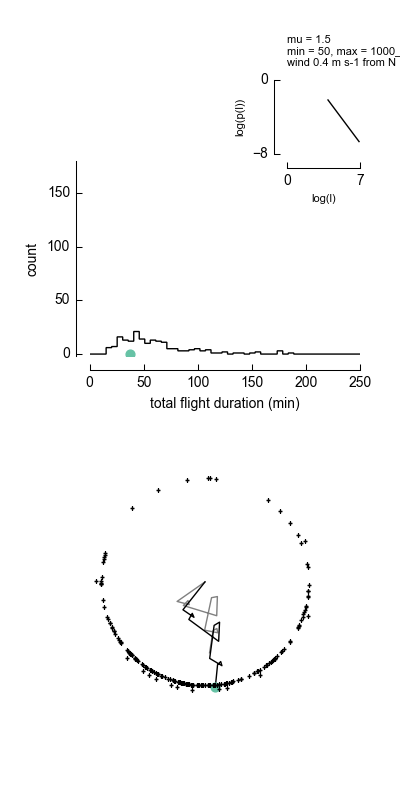 mu = 1.5
min = 50, max = 1000_
wind 0.4 m s-1 from N
0
−8
log(p(l))
0 7
log(l)
150
100
50
0
count
0 50 100 150 200 250
total flight duration (min)